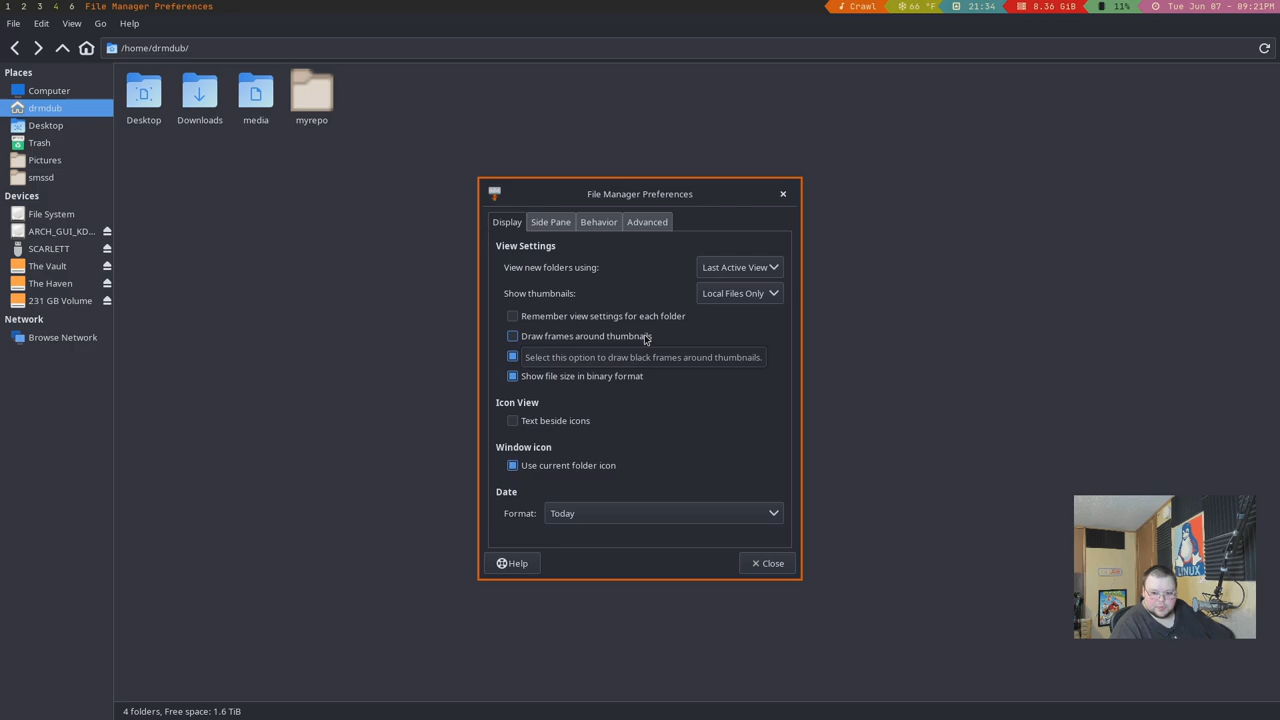 1 2 3 4 6 File Manager Preferences
Crawl 66 °F 21:34 8.36 GiB 11% Tue Jun 07 - 09:21PM
File Edit View Go Help
/home/drmdub/
Places
Computer
drmdub
Desktop
Trash
Pictures
smssd
Devices
File System
ARCH_GUI_KD...
SCARLETT
The Vault
The Haven
231 GB Volume
Network
Browse Network
Desktop Downloads media myrepo
File Manager Preferences
Display Side Pane Behavior Advanced
View Settings
View new folders using: Last Active View
Show thumbnails: Local Files Only
Remember view settings for each folder
Draw frames around thumbnails
Select this option to draw black frames around thumbnails.
Show file size in binary format
Icon View
Text beside icons
Window icon
Use current folder icon
Date
Format: Today
Help Close
LINUX
4 folders, Free space: 1.6 TiB